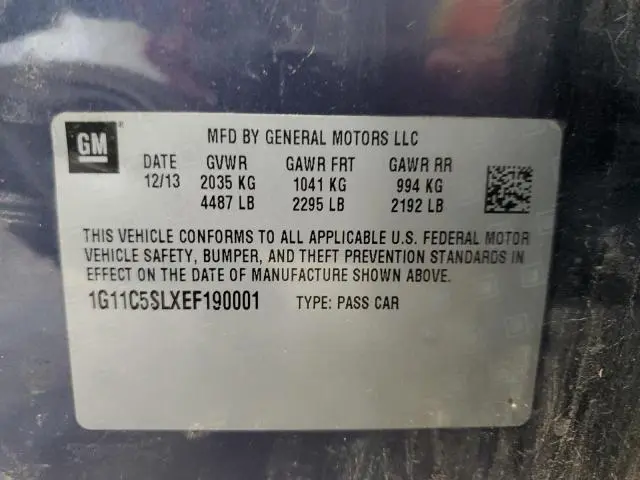 GM
MFD BY GENERAL MOTORS LLC
DATE GVWR GAWR FRT GAWR RR
12/13 2035 KG 1041 KG 994 KG
4487 LB 2295 LB 2192 LB
THIS VEHICLE CONFORMS TO ALL APPLICABLE U.S. FEDERAL MOTOR
VEHICLE SAFETY, BUMPER, AND THEFT PREVENTION STANDARDS IN
EFFECT ON THE DATE OF MANUFACTURE SHOWN ABOVE.
1G11C5SLXEF190001 TYPE: PASS CAR